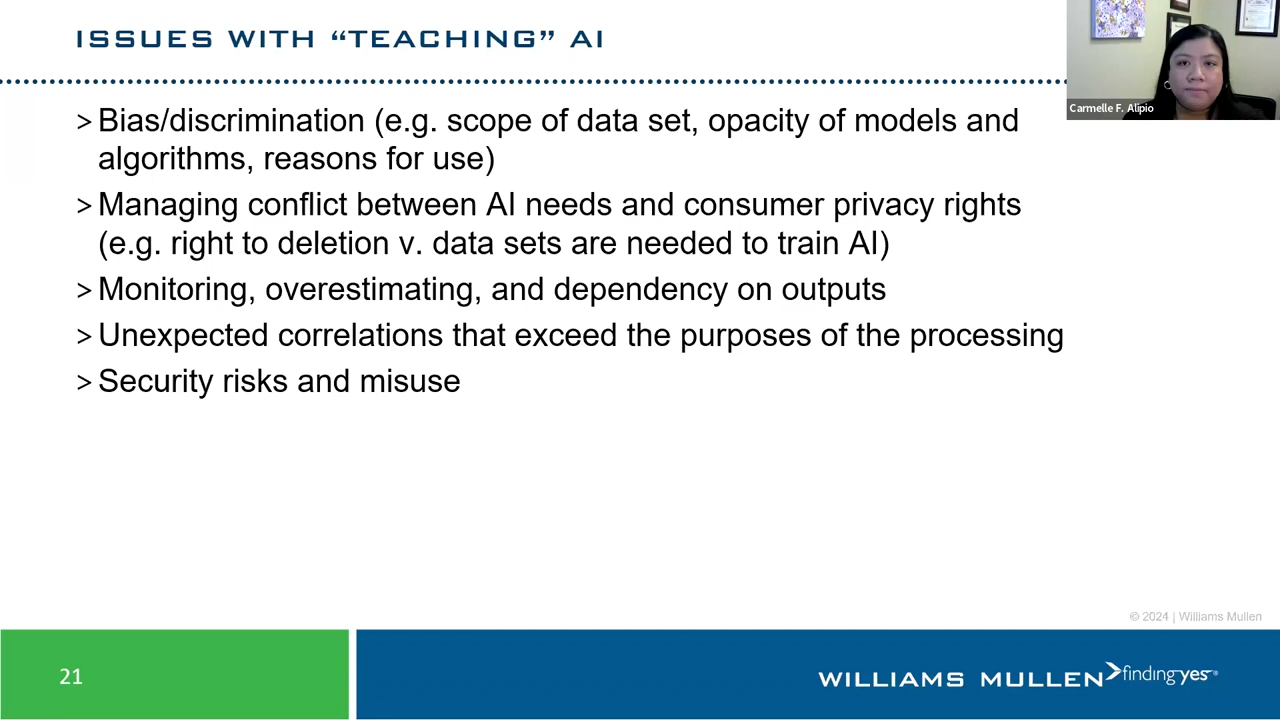 ISSUES WITH “TEACHING” AI
Carmelle F. Alipio
> Bias/discrimination (e.g. scope of data set, opacity of models and
algorithms, reasons for use)
> Managing conflict between AI needs and consumer privacy rights
(e.g. right to deletion v. data sets are needed to train AI)
> Monitoring, overestimating, and dependency on outputs
> Unexpected correlations that exceed the purposes of the processing
> Security risks and misuse
© 2024 | Williams Mullen
21
WILLIAMS MULLEN finding yes®